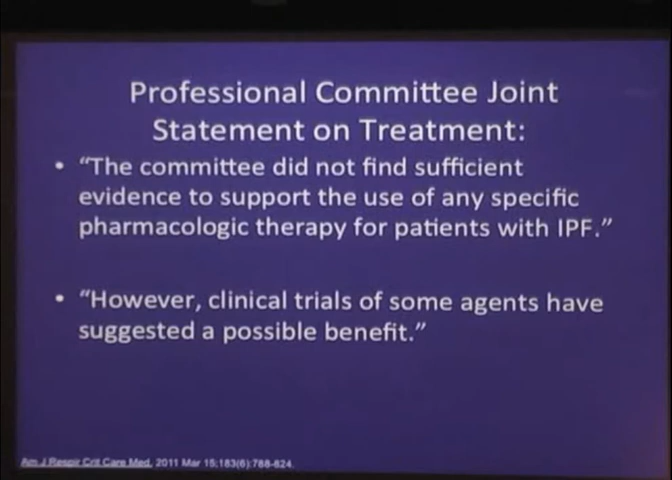 Professional Committee Joint
Statement on Treatment:
• “The committee did not find sufficient
evidence to support the use of any specific
pharmacologic therapy for patients with IPF.”
• “However, clinical trials of some agents have
suggested a possible benefit.”
Am J Respir Crit Care Med. 2011 Mar 15;183(6):788-824.